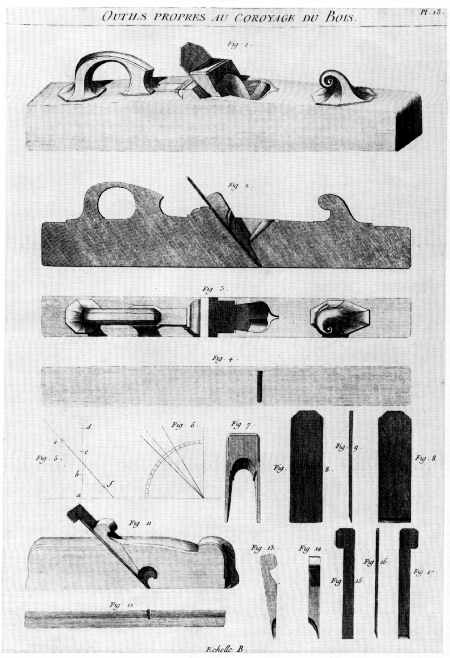 Pl. 13.
OUTILS PROPRES AU COROYAGE DU BOIS.
Fig. 1.
Fig. 2.
Fig. 3.
Fig 4.
d
e
c
Fig. 5.
b
f
a
Fig. 6.
Fig. 7
Fig. 8.
Fig. 9
Fig. 8.
Fig 11
Fig. 12
Fig. 13.
Fig. 14.
Fig. 15
Fig. 16.
Fig. 17.
Echelle B